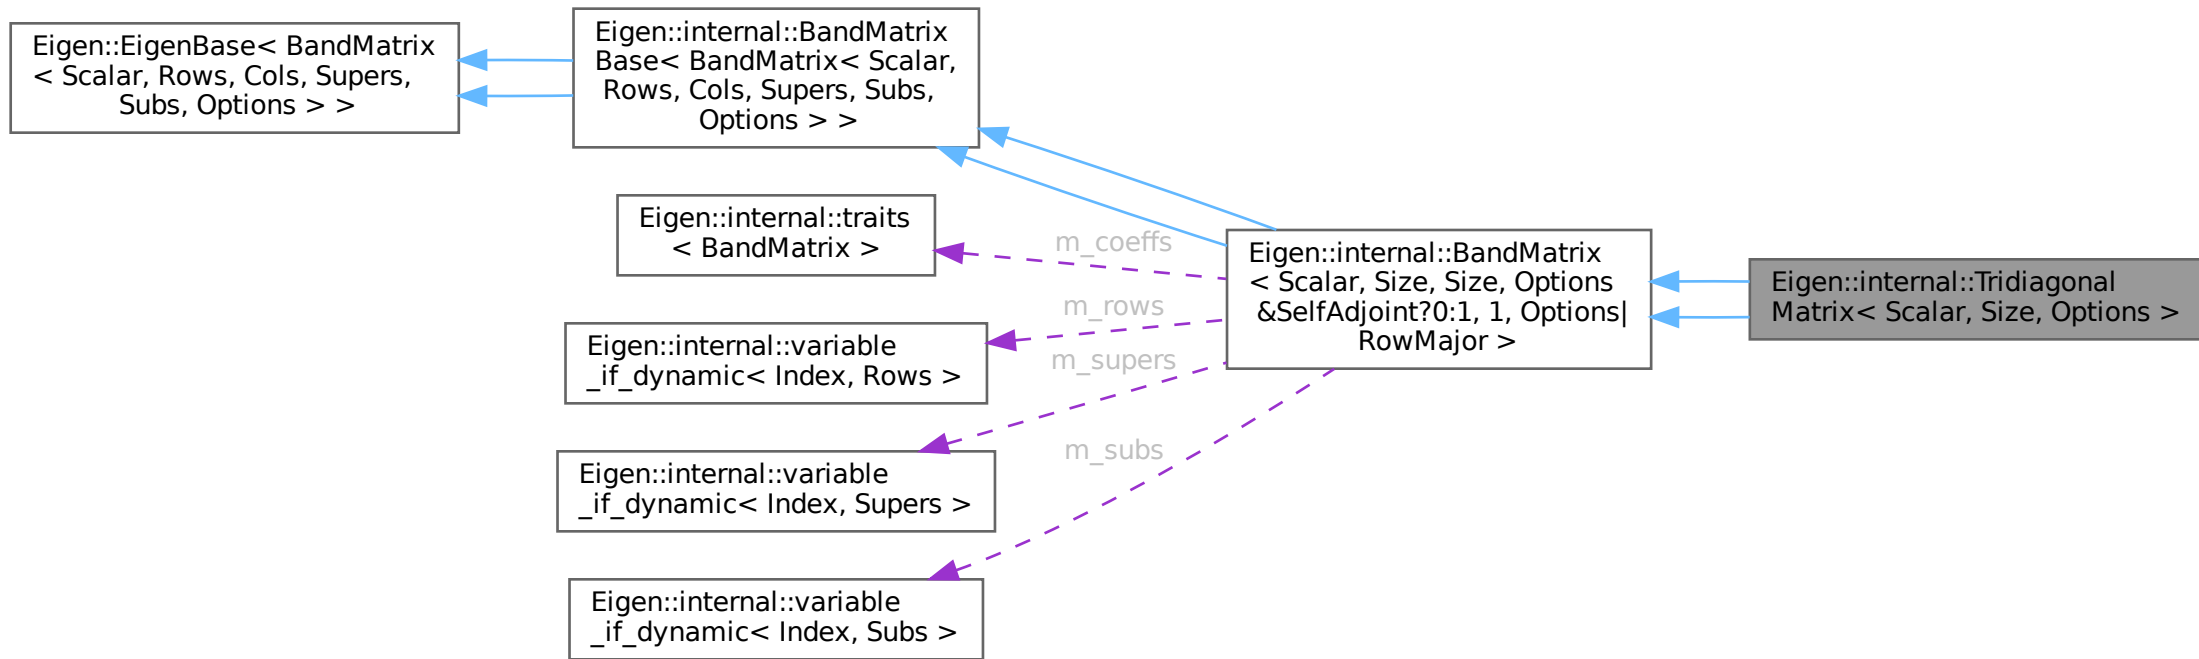 Eigen::EigenBase< BandMatrix
< Scalar, Rows, Cols, Supers,
Subs, Options > >
Eigen::internal::BandMatrix
Base< BandMatrix< Scalar,
Rows, Cols, Supers, Subs,
Options > >
Eigen::internal::traits
< BandMatrix >
Eigen::internal::variable
_if_dynamic< Index, Rows >
Eigen::internal::variable
_if_dynamic< Index, Supers >
Eigen::internal::variable
_if_dynamic< Index, Subs >
m_coeffs
m_rows
m_supers
m_subs
Eigen::internal::BandMatrix
< Scalar, Size, Size, Options
&SelfAdjoint?0:1, 1, Options|
RowMajor >
Eigen::internal::Tridiagonal
Matrix< Scalar, Size, Options >